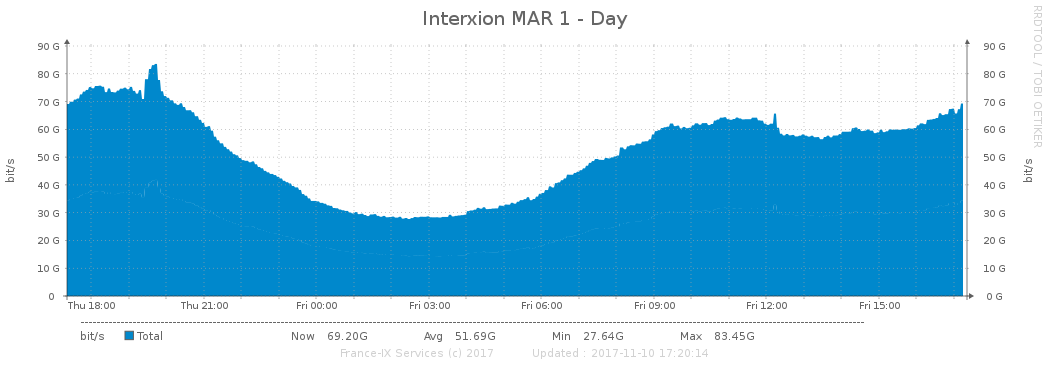 Interxion MAR 1 - Day
RRDTOOL / TOBI OETIKER
90 G 90 G
80 G 80 G
70 G 70 G
60 G 60 G
50 G 50 G
40 G 40 G
30 G 30 G
20 G 20 G
10 G 10 G
0 0 G
bit/s
bit/s
Thu 18:00 Thu 21:00 Fri 00:00 Fri 03:00 Fri 06:00 Fri 09:00 Fri 12:00 Fri 15:00
bit/s Total Now 69.20G Avg 51.69G Min 27.64G Max 83.45G
France-IX Services (c) 2017 Updated : 2017-11-10 17:20:14